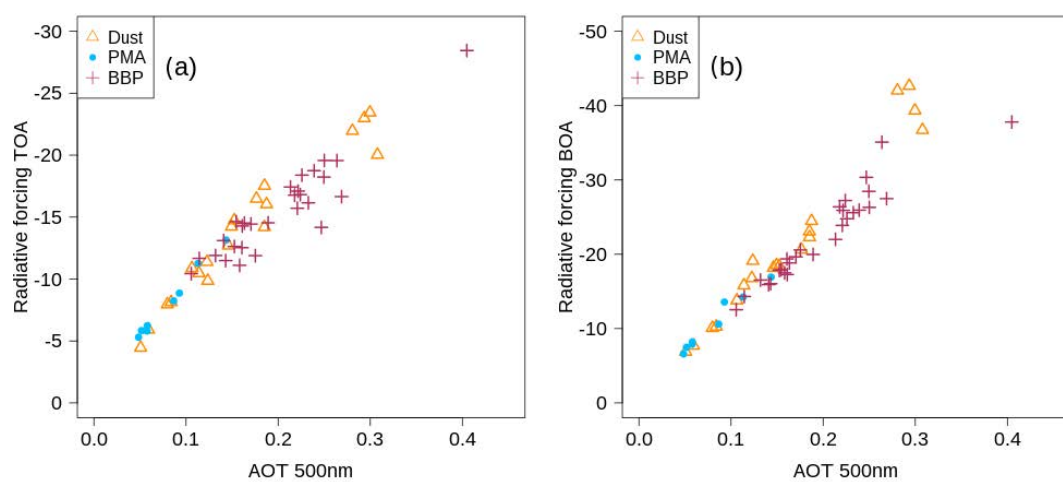 Radiative forcing TOA
-30
-25
-20
-15
-10
-5
0
Dust
PMA
BBP
(a)
0.0 0.1 0.2 0.3 0.4
AOT 500nm
Radiative forcing BOA
-50
-40
-30
-20
-10
0
Dust
PMA
BBP
(b)
0.0 0.1 0.2 0.3 0.4
AOT 500nm